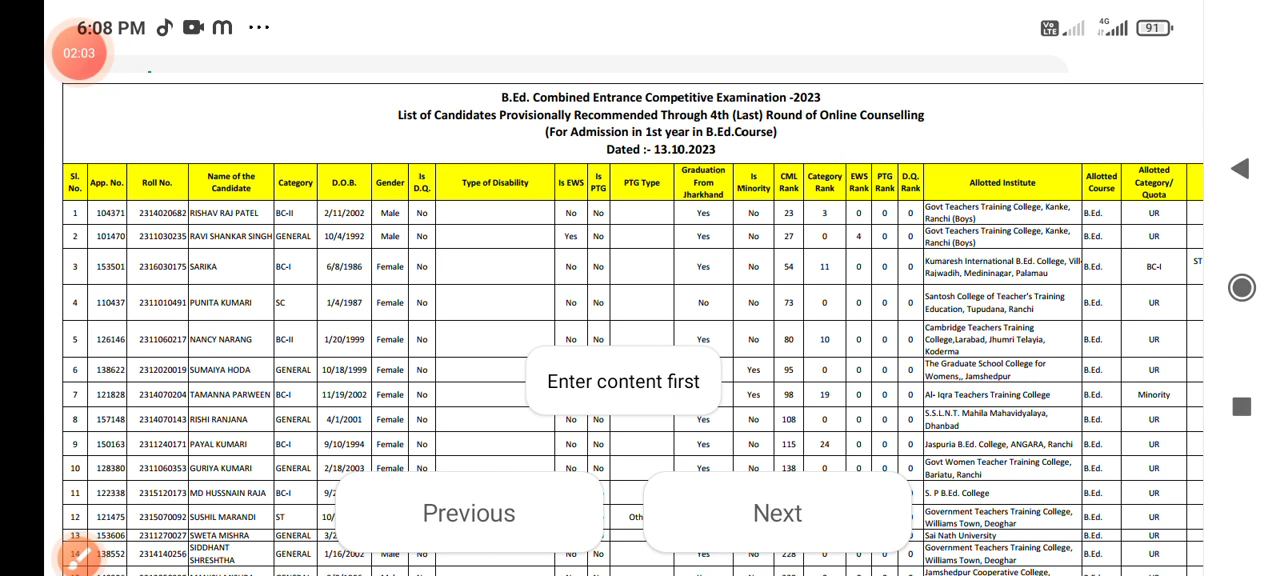 6:08 PM
Vo LTE 4G 91
02:03
B.Ed. Combined Entrance Competitive Examination -2023
List of Candidates Provisionally Recommended Through 4th (Last) Round of Online Counselling
(For Admission in 1st year in B.Ed.Course)
Dated :- 13.10.2023
Sl. No. App. No. Roll No. Name of the Candidate Category D.O.B. Gender Is D.Q. Type of Disability Is EWS Is PTG PTG Type Graduation From Jharkhand Is Minority CML Rank Category Rank EWS Rank PTG Rank D.Q. Rank Allotted Institute Allotted Course Allotted Category/ Quota
1 104371 2314020682 RISHAV RAJ PATEL BC-II 2/11/2002 Male No No No Yes No 23 3 0 0 0 Govt Teachers Training College, Kanke, Ranchi (Boys) B.Ed. UR
2 101470 2311030235 RAVI SHANKAR SINGH GENERAL 10/4/1992 Male No Yes No Yes No 27 0 4 0 0 Govt Teachers Training College, Kanke, Ranchi (Boys) B.Ed. UR
3 153501 2316030175 SARIKA BC-I 6/8/1986 Female No No No Yes No 54 11 0 0 0 Kumaresh International B.Ed. College, Vill- Rajwadih, Medininagar, Palamau B.Ed. BC-I ST
4 110437 2311010491 PUNITA KUMARI SC 1/4/1987 Female No No No No No 73 0 0 0 0 Santosh College of Teacher's Training Education, Tupudana, Ranchi B.Ed. UR
5 126146 2311060217 NANCY NARANG BC-II 1/20/1999 Female No No No Yes No 80 10 0 0 0 Cambridge Teachers Training College,Larabad, Jhumri Telayia, Koderma B.Ed. UR
6 138622 2312020019 SUMAIYA HODA GENERAL 10/18/1999 Female No Yes 95 0 0 0 0 The Graduate School College for Womens,, Jamshedpur B.Ed. UR
Enter content first
7 121828 2314070204 TAMANNA PARWEEN BC-I 11/19/2002 Female No Yes 98 19 0 0 0 Al- Iqra Teachers Training College B.Ed. Minority
8 157148 2314070143 RISHI RANJANA GENERAL 4/1/2001 Female No No No Yes No 108 0 0 0 0 S.S.L.N.T. Mahila Mahavidyalaya, Dhanbad B.Ed. UR
9 150163 2311240171 PAYAL KUMARI BC-I 9/10/1994 Female No No No Yes No 115 24 0 0 0 Jaspuria B.Ed. College, ANGARA, Ranchi B.Ed. UR
10 128380 2311060353 GURIYA KUMARI GENERAL 2/18/2003 Female No No No Yes No 138 0 0 0 0 Govt Women Teacher Training College, Bariatu, Ranchi B.Ed. UR
11 122338 2315120173 MD HUSSNAIN RAJA BC-I S. P B.Ed. College B.Ed. UR
Previous Next
12 121475 2315070092 SUSHIL MARANDI ST Government Teachers Training College, Williams Town, Deoghar B.Ed. UR
13 153606 2311270027 SWETA MISHRA GENERAL Sai Nath University B.Ed. UR
14 138552 2314140256 SIDDHANT SHRESHTHA GENERAL 1/16/2002 Male No No No Yes No 228 0 0 0 0 Government Teachers Training College, Williams Town, Deoghar B.Ed. UR
Jamshedpur Cooperative College,